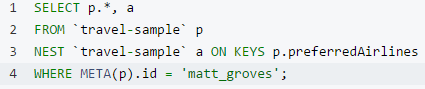 1 SELECT p.*, a
2 FROM `travel-sample` p
3 NEST `travel-sample` a ON KEYS p.preferredAirlines
4 WHERE META(p).id = 'matt_groves';